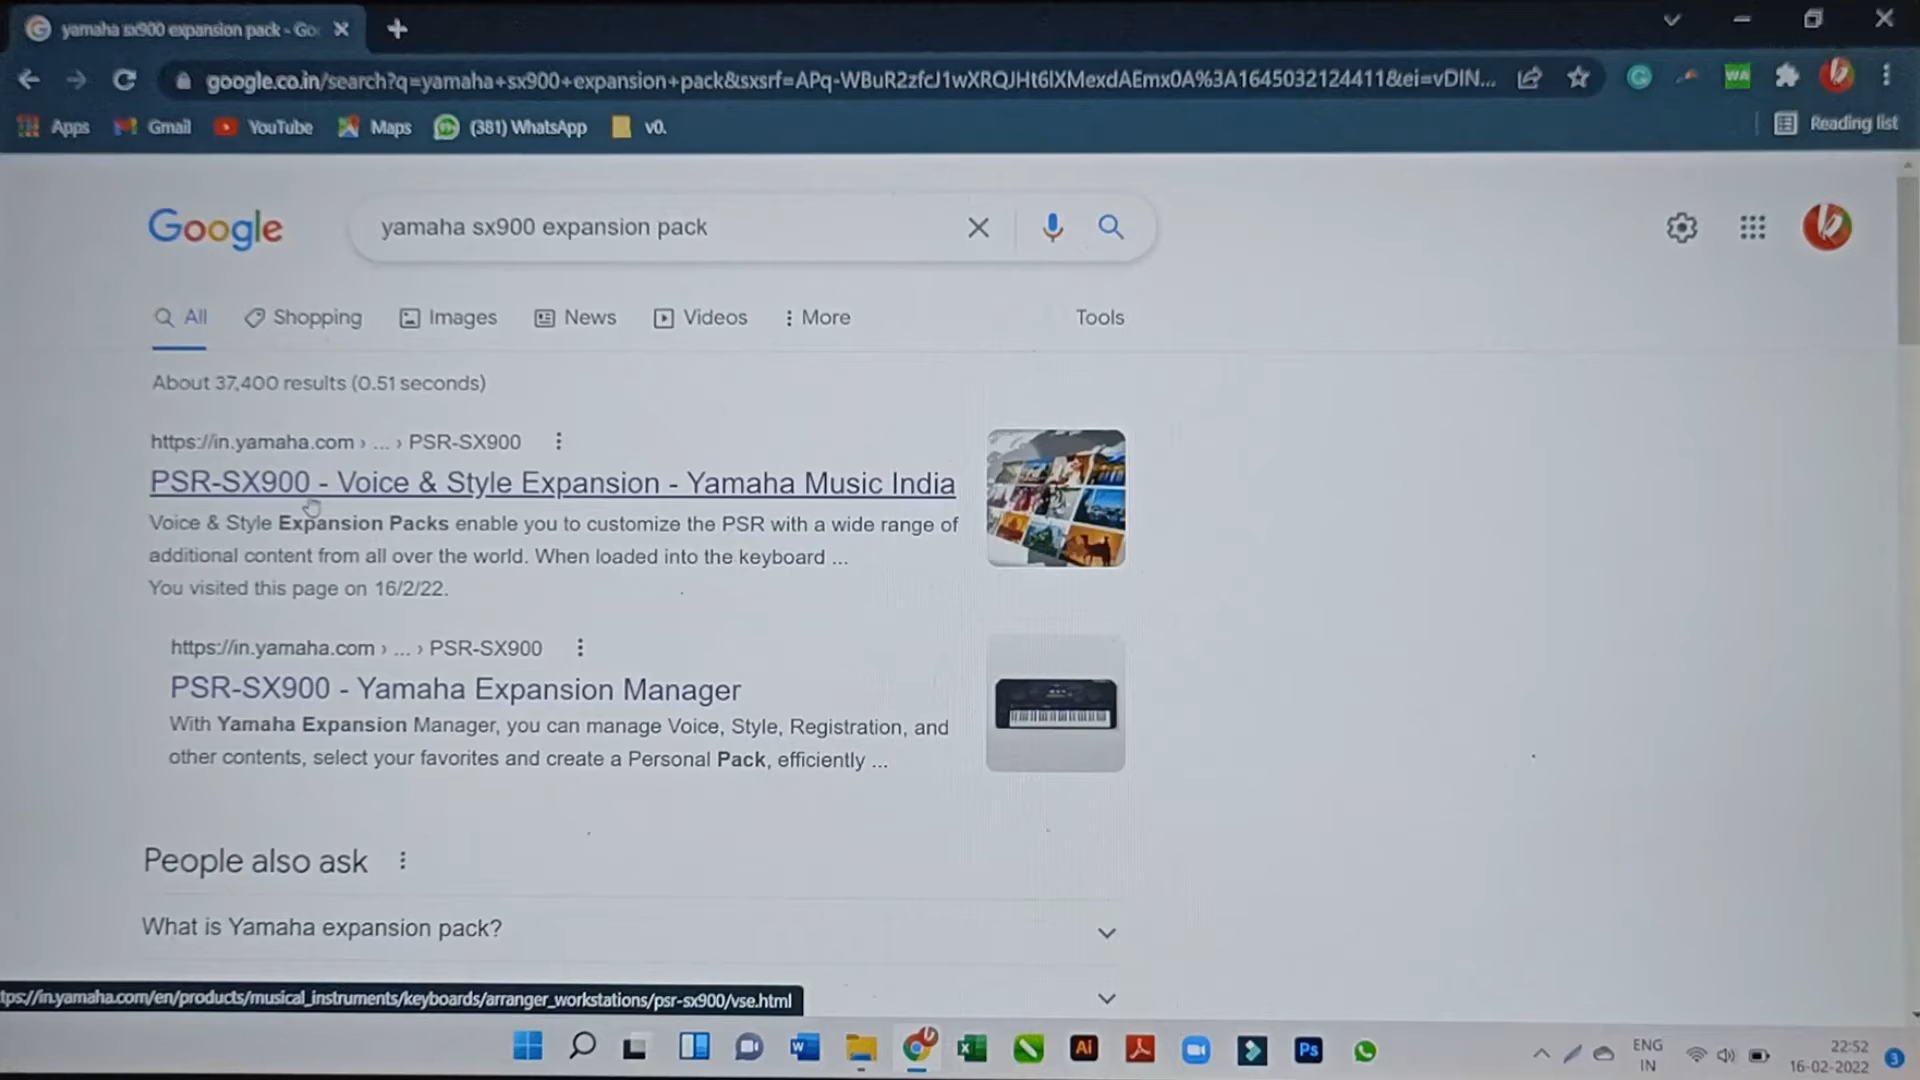 yamaha sx900 expansion pack - Go
google.co.in/search?q=yamaha+sx900+expansion+pack&sxsrf=APq-WBuR2zfcJ1wXRQJHt6lXMexdAEmx0A%3A1645032124411&ei=vDIN...
WA
Apps
Gmail
YouTube
Maps
(381) WhatsApp
v0.
Reading list
Google
yamaha sx900 expansion pack
All
Shopping
Images
News
Videos
More
Tools
About 37,400 results (0.51 seconds)
https://in.yamaha.com › ... › PSR-SX900
PSR-SX900 - Voice & Style Expansion - Yamaha Music India
Voice & Style Expansion Packs enable you to customize the PSR with a wide range of
additional content from all over the world. When loaded into the keyboard ...
You visited this page on 16/2/22.
https://in.yamaha.com › ... › PSR-SX900
PSR-SX900 - Yamaha Expansion Manager
With Yamaha Expansion Manager, you can manage Voice, Style, Registration, and
other contents, select your favorites and create a Personal Pack, efficiently ...
People also ask
What is Yamaha expansion pack?
tps://in.yamaha.com/en/products/musical_instruments/keyboards/arranger_workstations/psr-sx900/vse.html
Ai
Ps
ENG
IN
22:52
16-02-2022
3